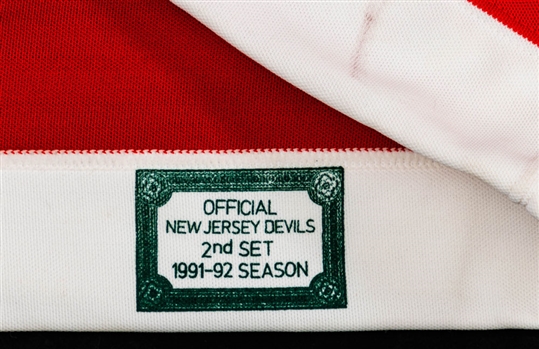 OFFICIAL
NEW JERSEY DEVILS
2nd SET
1991-92 SEASON